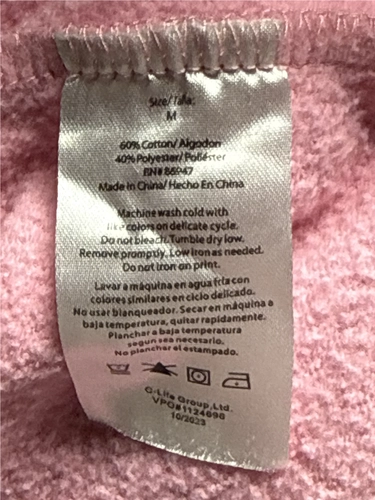 Size/Talla:
M
60% Cotton/ Algodon
40% Polyester/ Poliéster
RN# 86947
Made in China/ Hecho En China
Machine wash cold with
like colors on delicate cycle.
Do not bleach. Tumble dry low.
Remove promptly. Low iron as needed.
Do not iron on print.
Lavar a máquina en agua fría con
colores similares en ciclo delicado.
No usar blanqueador. Secar en máquina a
baja temperatura, quitar rapidamente.
Planchar a baja temperatura
segun sea necesario.
No planchar el estampado.
C-Life Group, Ltd.
VPO#1124090
10/2023